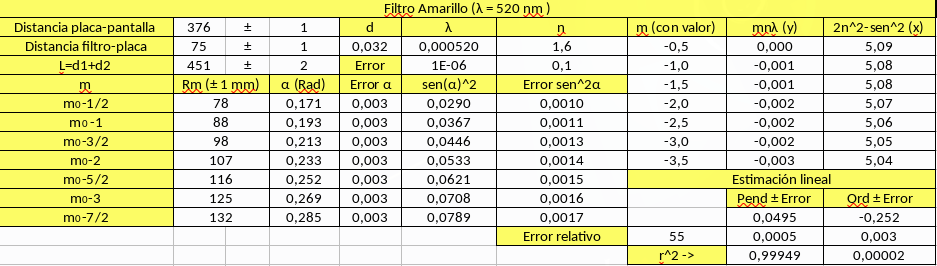 Filtro Amarillo (λ = 520 nm )
Distancia placa-pantalla 376 ± 1 d λ n m (con valor) mnλ (y) 2n^2-sen^2 (x)
Distancia filtro-placa 75 ± 1 0,032 0,000520 1,6 -0,5 0,000 5,09
L=d1+d2 451 ± 2 Error 1E-06 0,1 -1,0 -0,001 5,08
m Rm (± 1 mm) α (Rad) Error α sen(α)^2 Error sen^2α -1,5 -0,001 5,08
m₀-1/2 78 0,171 0,003 0,0290 0,0010 -2,0 -0,002 5,07
m₀-1 88 0,193 0,003 0,0367 0,0011 -2,5 -0,002 5,06
m₀-3/2 98 0,213 0,003 0,0446 0,0013 -3,0 -0,002 5,05
m₀-2 107 0,233 0,003 0,0533 0,0014 -3,5 -0,003 5,04
m₀-5/2 116 0,252 0,003 0,0621 0,0015 Estimación lineal
m₀-3 125 0,269 0,003 0,0708 0,0016 Pend ± Error Ord ± Error
m₀-7/2 132 0,285 0,003 0,0789 0,0017 0,0495 -0,252
Error relativo 55 0,0005 0,003
r^2 -> 0,99949 0,00002